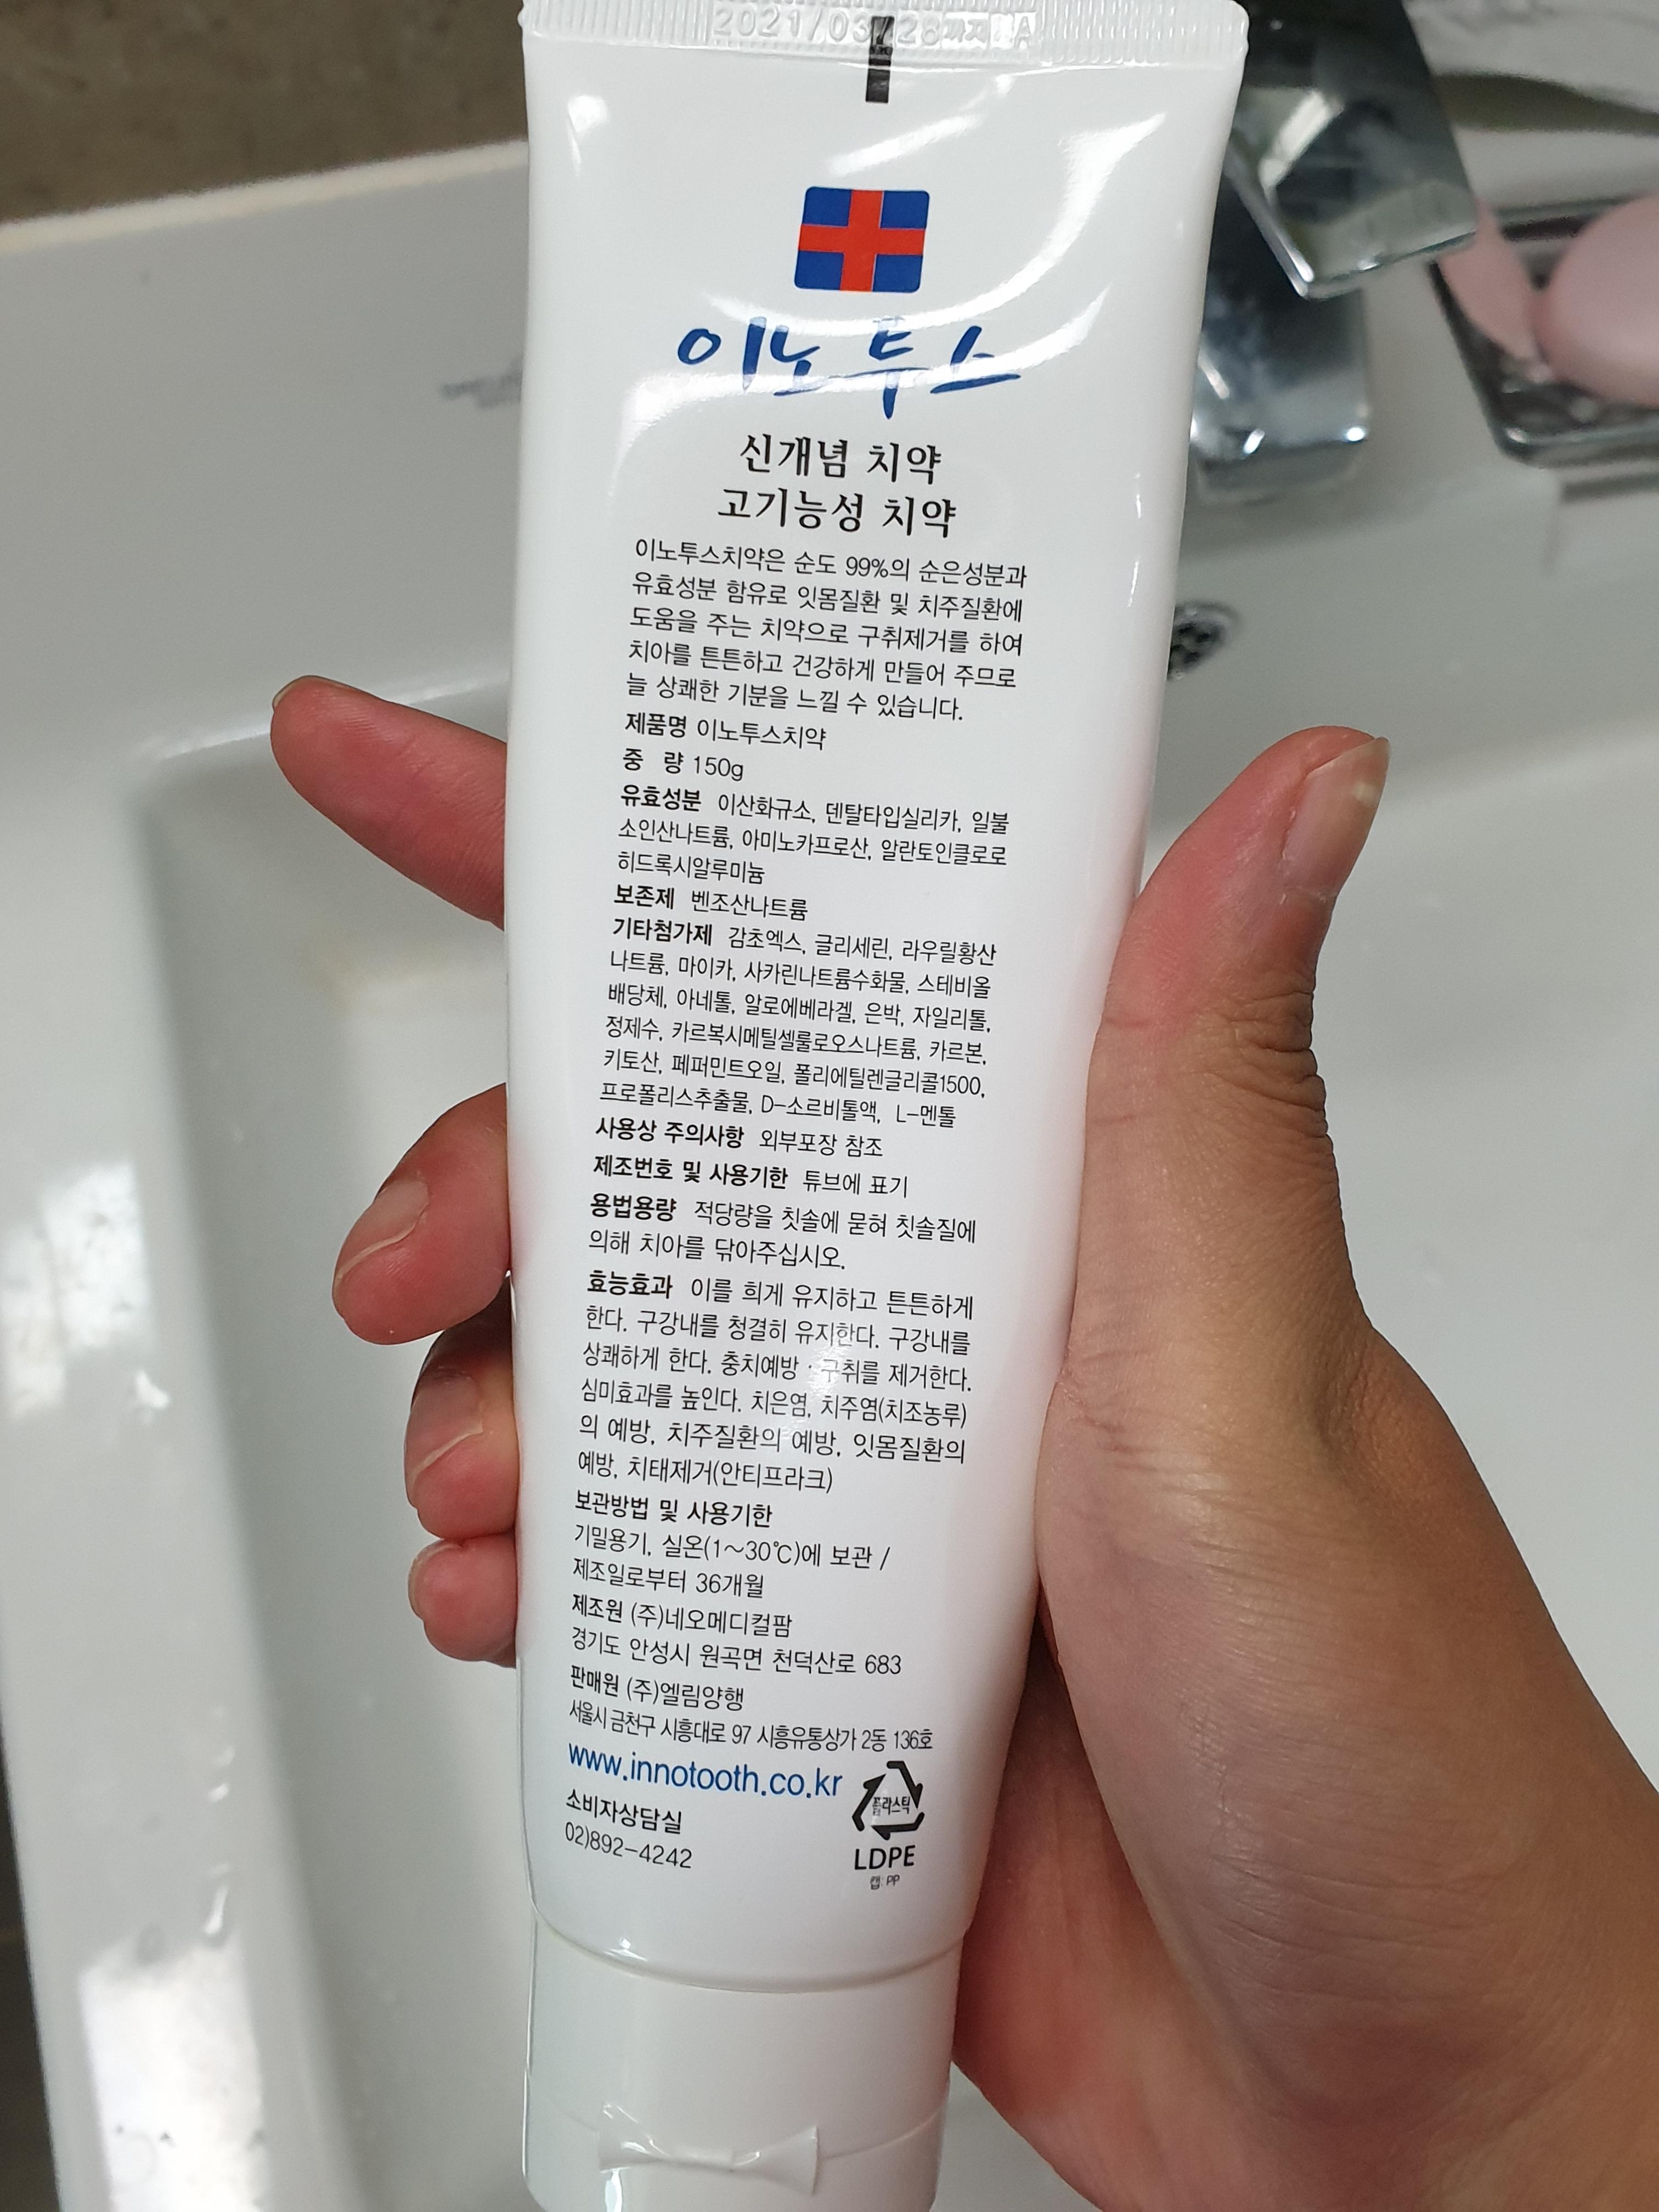 2021/03/28까지
이노투스
신개념 치약
고기능성 치약
이노투스치약은 순도 99%의 순은성분과
유효성분 함유로 잇몸질환 및 치주질환에
도움을 주는 치약으로 구취제거를 하여
치아를 튼튼하고 건강하게 만들어 주므로
늘 상쾌한 기분을 느낄 수 있습니다.
제품명 이노투스치약
중 량 150g
유효성분 이산화규소, 덴탈타입실리카, 일불
소인산나트륨, 아미노카프로산, 알란토인클로로
히드록시알루미늄
보존제 벤조산나트륨
기타첨가제 감초엑스, 글리세린, 라우릴황산
나트륨, 마이카, 사카린나트륨수화물, 스테비올
배당체, 아네톨, 알로에베라겔, 은박, 자일리톨,
정제수, 카르복시메틸셀룰로오스나트륨, 카르본,
키토산, 페퍼민트오일, 폴리에틸렌글리콜1500,
프로폴리스추출물, D-소르비톨액, L-멘톨
사용상 주의사항 외부포장 참조
제조번호 및 사용기한 튜브에 표기
용법용량 적당량을 칫솔에 묻혀 칫솔질에
의해 치아를 닦아주십시오.
효능효과 이를 희게 유지하고 튼튼하게
한다. 구강내를 청결히 유지한다. 구강내를
상쾌하게 한다. 충치예방 · 구취를 제거한다.
심미효과를 높인다. 치은염, 치주염(치조농루)
의 예방, 치주질환의 예방, 잇몸질환의
예방, 치태제거(안티프라크)
보관방법 및 사용기한
기밀용기, 실온(1~30℃)에 보관 /
제조일로부터 36개월
제조원 (주)네오메디컬팜
경기도 안성시 원곡면 천덕산로 683
판매원 (주)엘림양행
서울시 금천구 시흥대로 97 시흥유통상가 2동 136호
www.innotooth.co.kr
소비자상담실
02)892-4242
플라스틱
LDPE
캡: PP